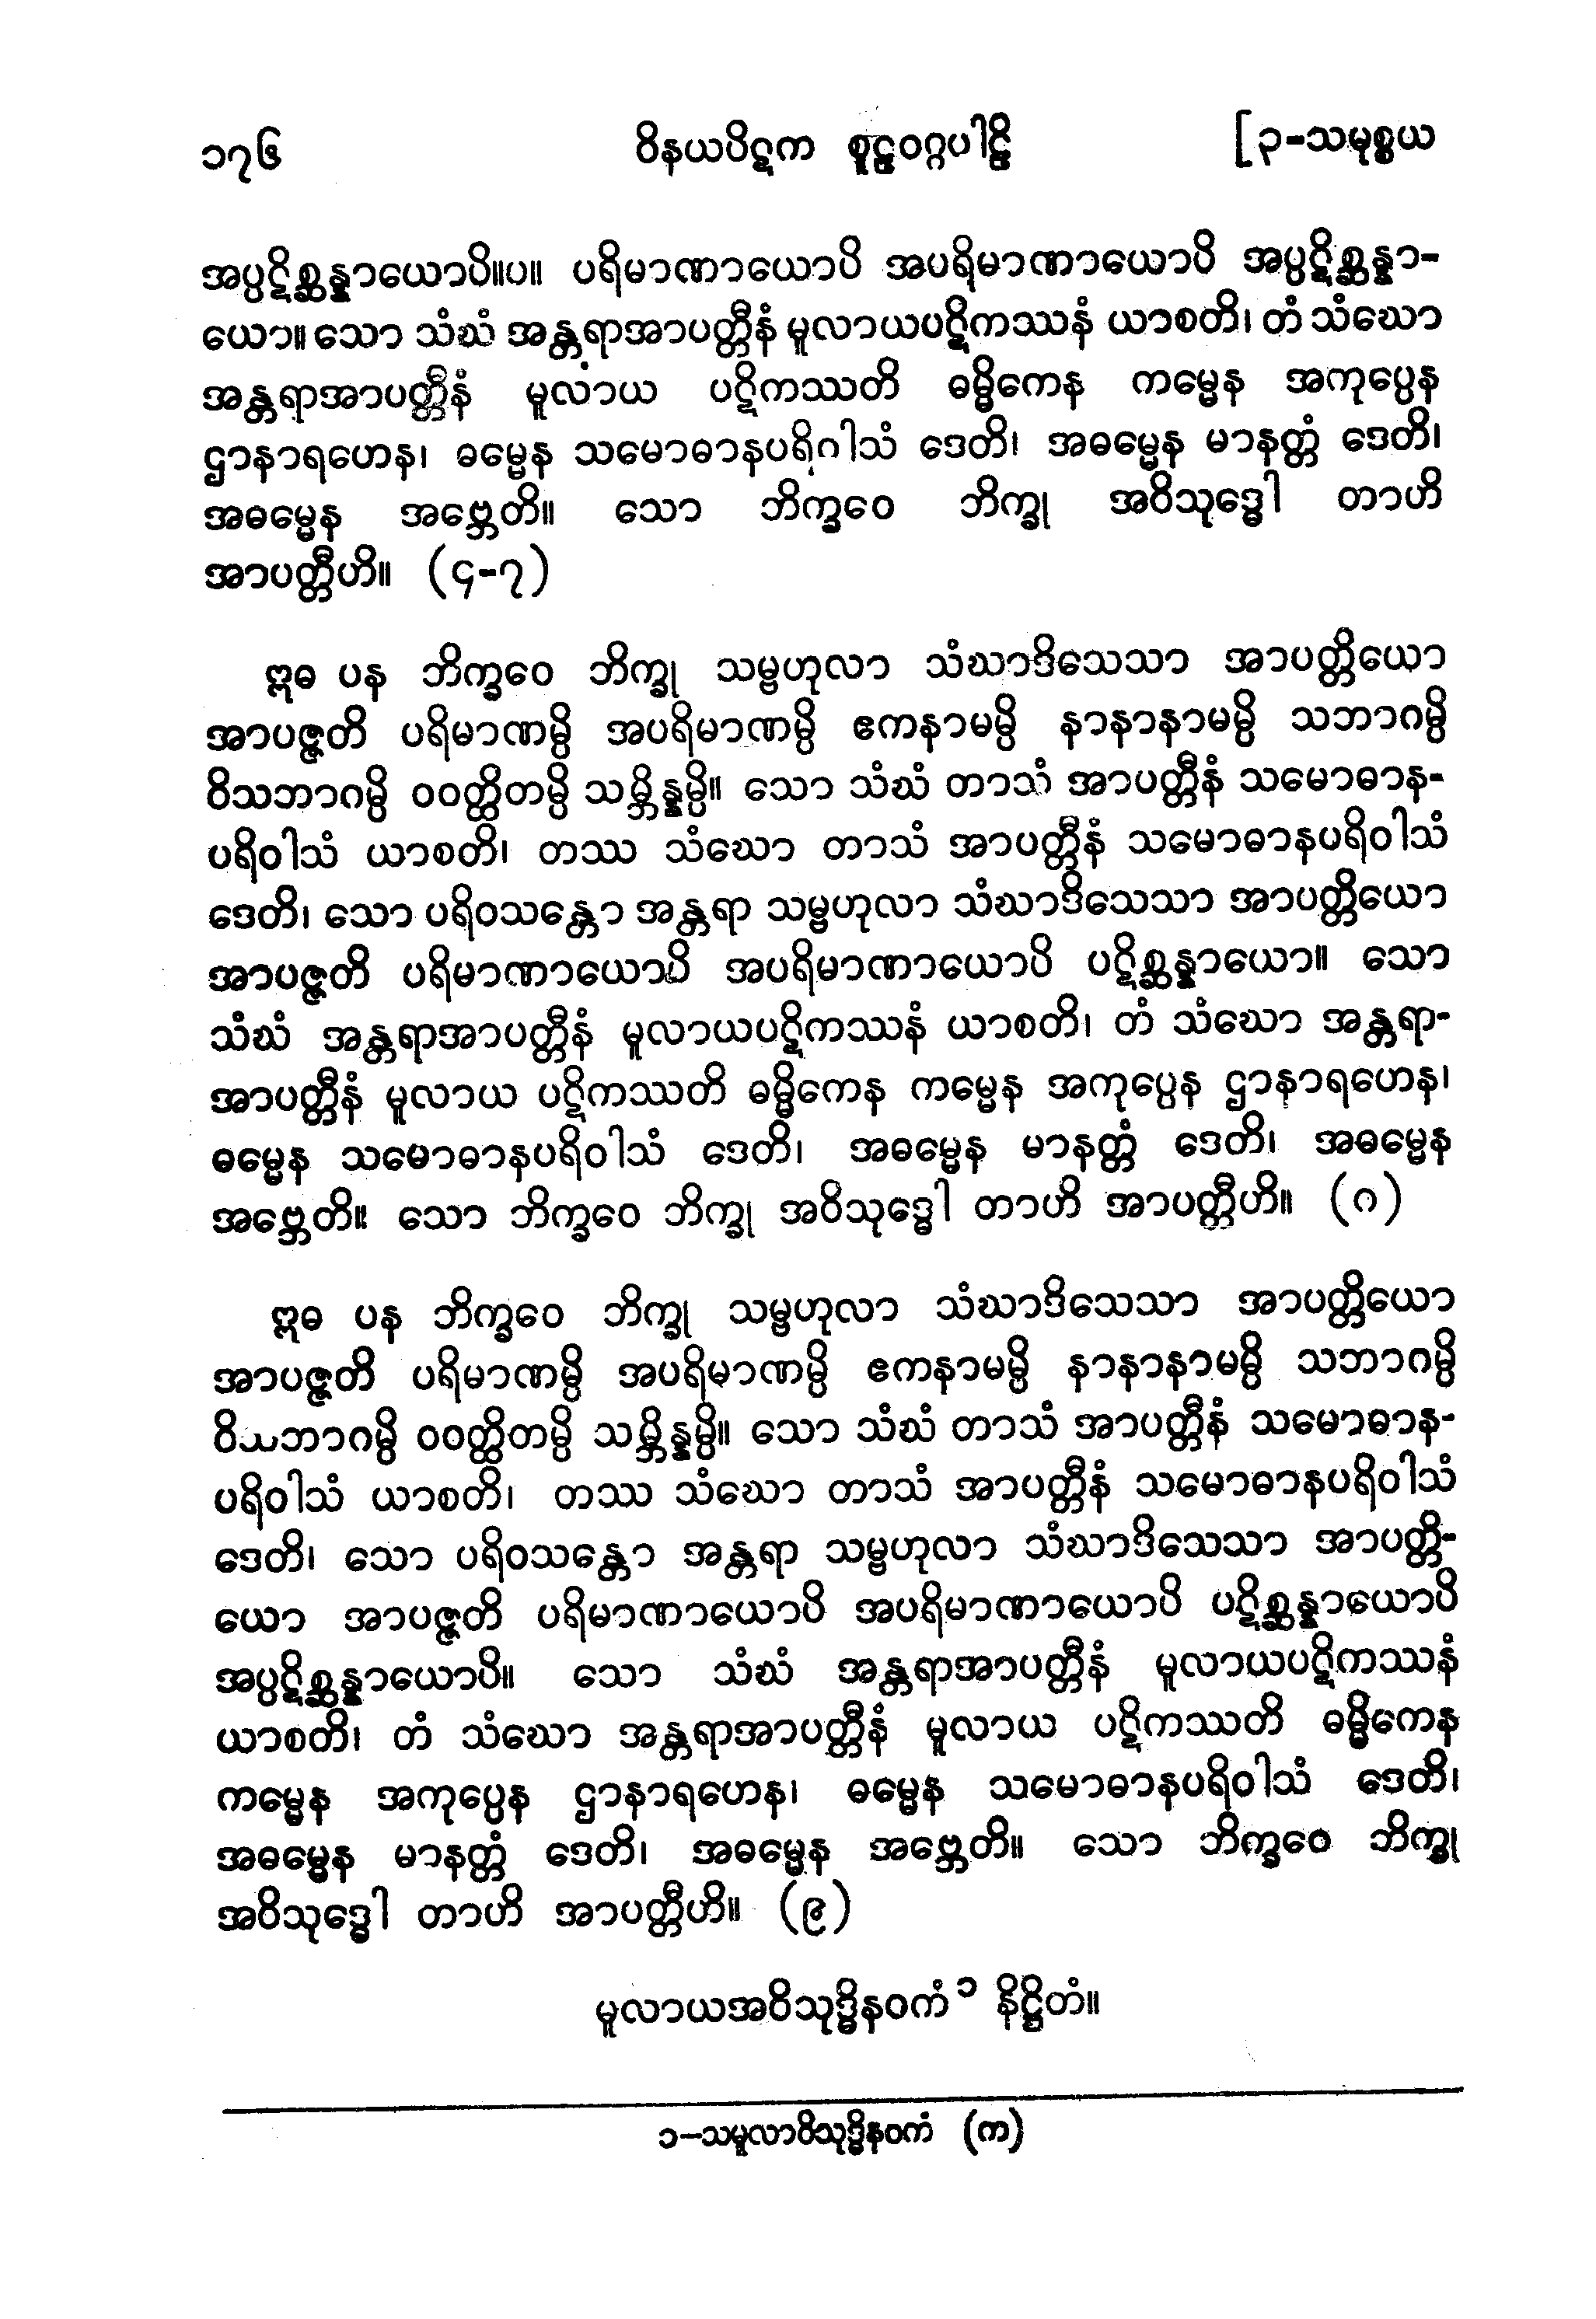 ၁၇၆ ဝိနယပိဋက စူဠဝဂ္ဂပါဠိ [၃-သမုစ္စယ
အပ္ပဋိစ္ဆန္နာယောပိ။ပ။ ပရိမာဏာယောပိ အပရိမာဏာယောပိ အပ္ပဋိစ္ဆန္နာ-
ယော။ သော သံဃံ အန္တရာအာပတ္တီနံ မူလာယပဋိကဿနံ ယာစတိ၊ တံ သံဃော
အန္တရာအာပတ္တီနံ မူလာယ ပဋိကဿတိ ဓမ္မိကေန ကမ္မေန အကုပ္ပေန
ဌာနာရဟေန၊ ဓမ္မေန သမောဓာနပရိဝါသံ ဒေတိ၊ အဓမ္မေန မာနတ္တံ ဒေတိ၊
အဓမ္မေန အဗ္ဘေတိ။ သော ဘိက္ခဝေ ဘိက္ခု အဝိသုဒ္ဓေါ တာဟိ
အာပတ္တီဟိ။ (၄-၇)
ဣဓ ပန ဘိက္ခဝေ ဘိက္ခု သမ္ဗဟုလာ သံဃာဒိသေသာ အာပတ္တိယော
အာပဇ္ဇတိ ပရိမာဏမ္ပိ အပရိမာဏမ္ပိ ဧကနာမမ္ပိ နာနာနာမမ္ပိ သဘာဂမ္ပိ
ဝိသဘာဂမ္ပိ ဝဝတ္ထိတမ္ပိ သမ္ဘိန္နမ္ပိ။ သော သံဃံ တာသံ အာပတ္တီနံ သမောဓာန-
ပရိဝါသံ ယာစတိ၊ တဿ သံဃော တာသံ အာပတ္တီနံ သမောဓာနပရိဝါသံ
ဒေတိ၊ သော ပရိဝသန္တော အန္တရာ သမ္ဗဟုလာ သံဃာဒိသေသာ အာပတ္တိယော
အာပဇ္ဇတိ ပရိမာဏာယောပိ အပရိမာဏာယောပိ ပဋိစ္ဆန္နာယော။ သော
သံဃံ အန္တရာအာပတ္တီနံ မူလာယပဋိကဿနံ ယာစတိ၊ တံ သံဃော အန္တရာ-
အာပတ္တီနံ မူလာယ ပဋိကဿတိ ဓမ္မိကေန ကမ္မေန အကုပ္ပေန ဌာနာရဟေန၊
ဓမ္မေန သမောဓာနပရိဝါသံ ဒေတိ၊ အဓမ္မေန မာနတ္တံ ဒေတိ၊ အဓမ္မေန
အဗ္ဘေတိ။ သော ဘိက္ခဝေ ဘိက္ခု အဝိသုဒ္ဓေါ တာဟိ အာပတ္တီဟိ။ (၈)
ဣဓ ပန ဘိက္ခဝေ ဘိက္ခု သမ္ဗဟုလာ သံဃာဒိသေသာ အာပတ္တိယော
အာပဇ္ဇတိ ပရိမာဏမ္ပိ အပရိမာဏမ္ပိ ဧကနာမမ္ပိ နာနာနာမမ္ပိ သဘာဂမ္ပိ
ဝိသဘာဂမ္ပိ ဝဝတ္ထိတမ္ပိ သမ္ဘိန္နမ္ပိ။ သော သံဃံ တာသံ အာပတ္တီနံ သမောဓာန-
ပရိဝါသံ ယာစတိ၊ တဿ သံဃော တာသံ အာပတ္တီနံ သမောဓာနပရိဝါသံ
ဒေတိ၊ သော ပရိဝသန္တော အန္တရာ သမ္ဗဟုလာ သံဃာဒိသေသာ အာပတ္တိ-
ယော အာပဇ္ဇတိ ပရိမာဏာယောပိ အပရိမာဏာယောပိ ပဋိစ္ဆန္နာယောပိ
အပ္ပဋိစ္ဆန္နာယောပိ။ သော သံဃံ အန္တရာအာပတ္တီနံ မူလာယပဋိကဿနံ
ယာစတိ၊ တံ သံဃော အန္တရာအာပတ္တီနံ မူလာယ ပဋိကဿတိ ဓမ္မိကေန
ကမ္မေန အကုပ္ပေန ဌာနာရဟေန၊ ဓမ္မေန သမောဓာနပရိဝါသံ ဒေတိ၊
အဓမ္မေန မာနတ္တံ ဒေတိ၊ အဓမ္မေန အဗ္ဘေတိ။ သော ဘိက္ခဝေ ဘိက္ခု
အဝိသုဒ္ဓေါ တာဟိ အာပတ္တီဟိ။ (၉)
မူလာယအဝိသုဒ္ဓိနဝကံ ၁ နိဋ္ဌိတံ။
၁-သမူလာဝိသုဒ္ဓိနဝကံ (က)